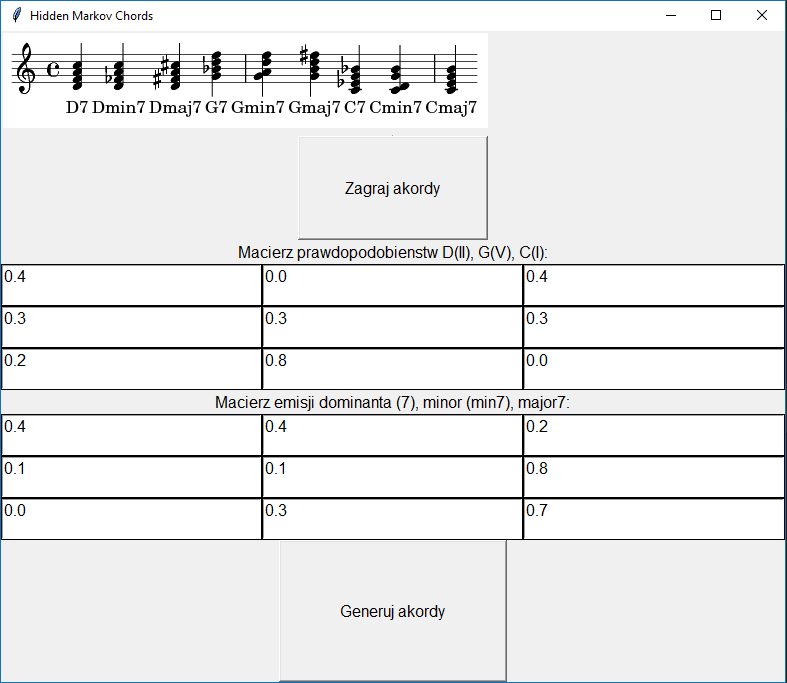 Hidden Markov Chords
D7 Dmin7 Dmaj7 G7 Gmin7 Gmaj7 C7 Cmin7 Cmaj7
Zagraj akordy
Macierz prawdopodobienstw D(II), G(V), C(I):
0.4 0.0 0.4
0.3 0.3 0.3
0.2 0.8 0.0
Macierz emisji dominanta (7), minor (min7), major7:
0.4 0.4 0.2
0.1 0.1 0.8
0.0 0.3 0.7
Generuj akordy